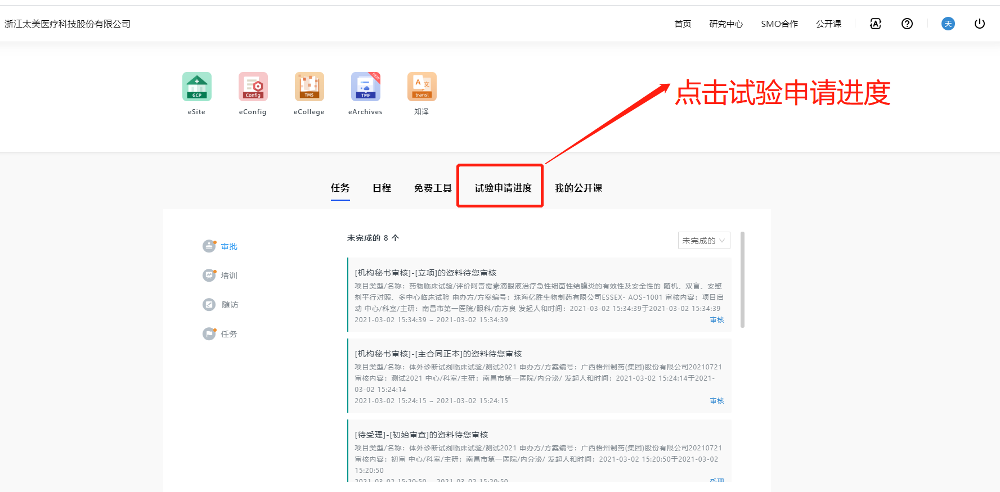 浙江太美医疗科技股份有限公司
首页 研究中心 SMO合作 公开课 A ? 天
GCP Config TMS NEW TMF A 文 transl
eSite eConfig eCollege eArchives 知译
点击试验申请进度
任务 日程 免费工具 试验申请进度 我的公开课
审批
培训
随访
任务
未完成的 8 个
未完成的
[机构秘书审核]-[立项]的资料待您审核
项目类型/名称：药物临床试验/评价阿奇霉素滴眼液治疗急性细菌性结膜炎的有效性及安全性的 随机、双盲、安慰
剂平行对照、多中心临床试验 申办方/方案编号：珠海亿胜生物制药有限公司ESSEX- AOS-1001 审核内容：项目启
动 中心/科室/主研：南昌市第一医院/眼科/俞方良 发起人和时间：2021-03-02 15:34:39于2021-03-02 15:34:39
2021-03-02 15:34:39 ~ 2021-03-02 15:34:39 审核
[机构秘书审核]-[主合同正本]的资料待您审核
项目类型/名称：体外诊断试剂临床试验/测试2021 申办方/方案编号：广西梧州制药(集团)股份有限公司20210721
审核内容：测试2021 中心/科室/主研：南昌市第一医院/内分泌/ 发起人和时间：2021-03-02 15:24:14于2021-
03-02 15:24:14
2021-03-02 15:24:15 ~ 2021-03-02 15:24:15 审核
[待受理]-[初始审查]的资料待您审核
项目类型/名称：体外诊断试剂临床试验/测试2021 申办方/方案编号：广西梧州制药(集团)股份有限公司20210721
审核内容：初审 中心/科室/主研：南昌市第一医院/内分泌/ 发起人和时间：2021-03-02 15:20:50于2021-03-02
15:20:50
2021-03-02 15:20:50 ~ 2021-03-02 15:20:50 受理